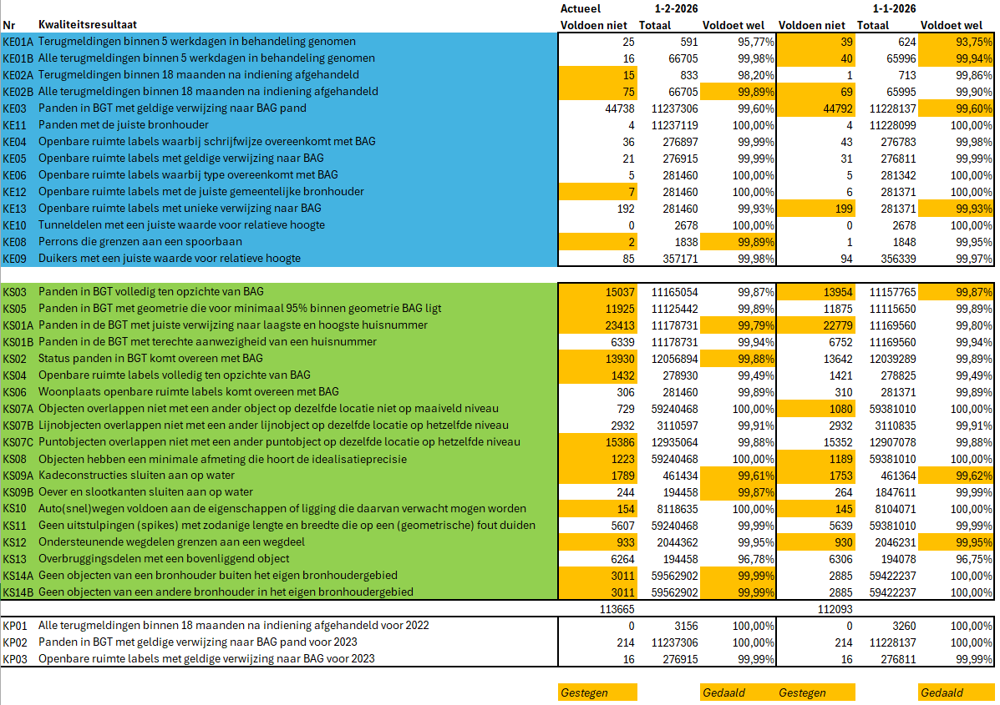 Actueel 1-2-2026 1-1-2026
Nr Kwaliteitsresultaat Voldoen niet Totaal Voldoet wel Voldoen niet Totaal Voldoet wel
KE01A Terugmeldingen binnen 5 werkdagen in behandeling genomen 25 591 95,77% 39 624 93,75%
KE01B Alle terugmeldingen binnen 5 werkdagen in behandeling genomen 16 66705 99,98% 40 65996 99,94%
KE02A Terugmeldingen binnen 18 maanden na indiening afgehandeld 15 833 98,20% 1 713 99,86%
KE02B Alle terugmeldingen binnen 18 maanden na indiening afgehandeld 75 66705 99,89% 69 65995 99,90%
KE03 Panden in BGT met geldige verwijzing naar BAG pand 44738 11237306 99,60% 44792 11228137 99,60%
KE11 Panden met de juiste bronhouder 4 11237119 100,00% 4 11228099 100,00%
KE04 Openbare ruimte labels waarbij schrijfwijze overeenkomt met BAG 36 276897 99,99% 43 276783 99,98%
KE05 Openbare ruimte labels met geldige verwijzing naar BAG 21 276915 99,99% 31 276811 99,99%
KE06 Openbare ruimte labels waarbij type overeenkomt met BAG 5 281460 100,00% 5 281342 100,00%
KE12 Openbare ruimte labels met de juiste gemeentelijke bronhouder 7 281460 100,00% 6 281371 100,00%
KE13 Openbare ruimte labels met unieke verwijzing naar BAG 192 281460 99,93% 199 281371 99,93%
KE10 Tunneldelen met een juiste waarde voor relatieve hoogte 0 2678 100,00% 0 2678 100,00%
KE08 Perrons die grenzen aan een spoorbaan 2 1838 99,89% 1 1848 99,95%
KE09 Duikers met een juiste waarde voor relatieve hoogte 85 357171 99,98% 94 356339 99,97%
KS03 Panden in BGT volledig ten opzichte van BAG 15037 11165054 99,87% 13954 11157765 99,87%
KS05 Panden in BGT met geometrie die voor minimaal 95% binnen geometrie BAG ligt 11925 11125442 99,89% 11875 11115650 99,89%
KS01A Panden in de BGT met juiste verwijzing naar laagste en hoogste huisnummer 23413 11178731 99,79% 22779 11169560 99,80%
KS01B Panden in de BGT met terechte aanwezigheid van een huisnummer 6339 11178731 99,94% 6752 11169560 99,94%
KS02 Status panden in BGT komt overeen met BAG 13930 12056894 99,88% 13642 12039289 99,89%
KS04 Openbare ruimte labels volledig ten opzichte van BAG 1432 278930 99,49% 1421 278825 99,49%
KS06 Woonplaats openbare ruimte labels komt overeen met BAG 306 281460 99,89% 310 281371 99,89%
KS07A Objecten overlappen niet met een ander object op dezelfde locatie niet op maaiveld niveau 729 59240468 100,00% 1080 59381010 100,00%
KS07B Lijnobjecten overlappen niet met een ander lijnobject op dezelfde locatie op hetzelfde niveau 2932 3110597 99,91% 2932 3110835 99,91%
KS07C Puntobjecten overlappen niet met een ander puntobject op dezelfde locatie op hetzelfde niveau 15386 12935064 99,88% 15352 12907078 99,88%
KS08 Objecten hebben een minimale afmeting die hoort de idealisatieprecisie 1223 59240468 100,00% 1189 59381010 100,00%
KS09A Kadeconstructies sluiten aan op water 1789 461434 99,61% 1753 461364 99,62%
KS09B Oever en slootkanten sluiten aan op water 244 194458 99,87% 264 1847611 99,99%
KS10 Auto(snel)wegen voldoen aan de eigenschappen of ligging die daarvan verwacht mogen worden 154 8118635 100,00% 145 8104071 100,00%
KS11 Geen uitstulpingen (spikes) met zodanige lengte en breedte die op een (geometrische) fout duiden 5607 59240468 99,99% 5639 59381010 99,99%
KS12 Ondersteunende wegdelen grenzen aan een wegdeel 933 2044362 99,95% 930 2046231 99,95%
KS13 Overbruggingsdelen met een bovenliggend object 6264 194458 96,78% 6306 194078 96,75%
KS14A Geen objecten van een bronhouder buiten het eigen bronhoudergebied 3011 59562902 99,99% 2885 59422237 99,99%
KS14B Geen objecten van een andere bronhouder in het eigen bronhoudergebied 3011 59562902 99,99% 2885 59422237 99,99%
113665 112093
KP01 Alle terugmeldingen binnen 18 maanden na indiening afgehandeld voor 2022 0 3156 100,00% 0 3260 100,00%
KP02 Panden in BGT met geldige verwijzing naar BAG pand voor 2023 214 11237306 100,00% 214 11228137 100,00%
KP03 Openbare ruimte labels met geldige verwijzing naar BAG voor 2023 16 276915 99,99% 16 276811 99,99%
Gestegen Gedaald Gestegen Gedaald